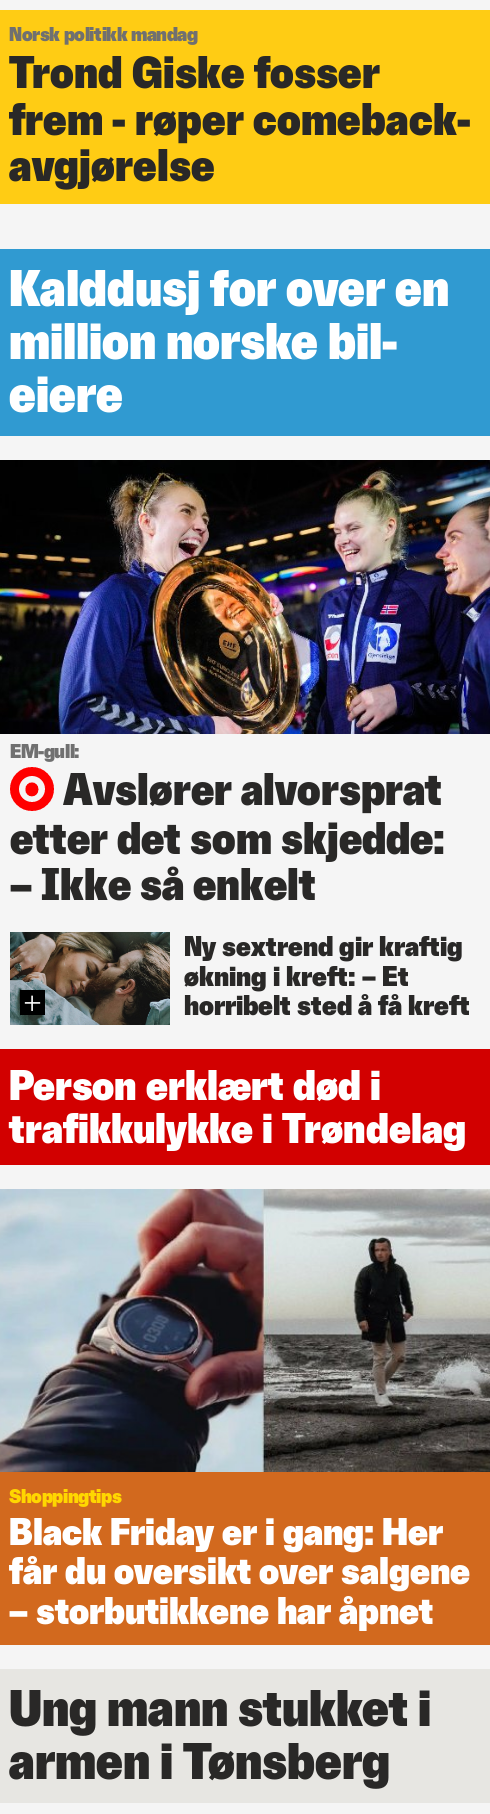 Norsk politikk mandag
Trond Giske fosser
frem - røper comeback-
avgjørelse
Kalddusj for over en
million norske bil-
eiere
EM-gull:
Avslører alvorsprat
etter det som skjedde:
– Ikke så enkelt
Ny sextrend gir kraftig
økning i kreft: – Et
horribelt sted å få kreft
Person erklært død i
trafikkulykke i Trøndelag
Shoppingtips
Black Friday er i gang: Her
får du oversikt over salgene
– storbutikkene har åpnet
Ung mann stukket i
armen i Tønsberg